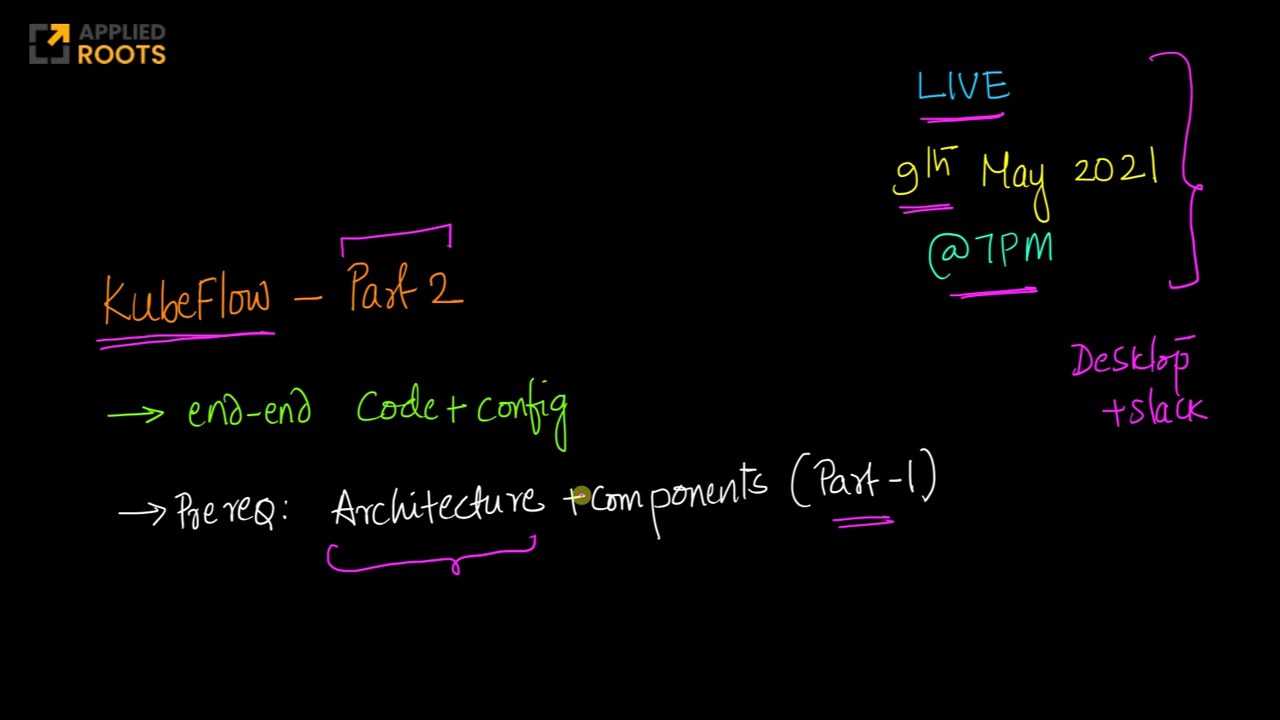 APPLIED
ROOTS
LIVE
9th May 2021
@7PM
KubeFlow - Part 2
Desktop
+slack
→ end-end code + config
→ Prereq: Architecture + components (Part-1)